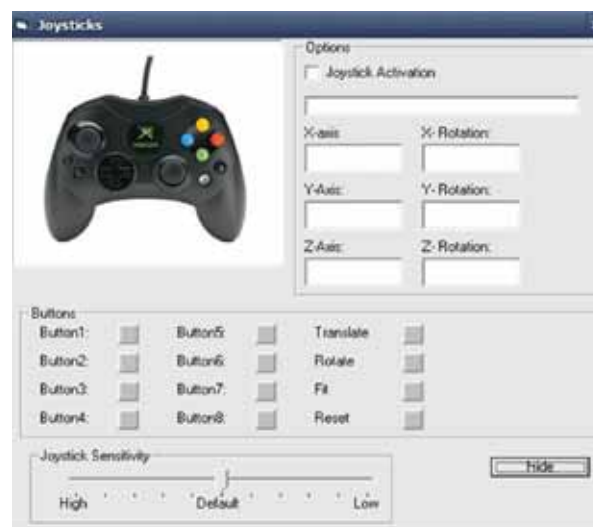 Joysticks
Options
Joystick Activation
X-axis X- Rotation:
Y-Axis: Y- Rotation:
Z-Axis: Z- Rotation:
Buttons
Button1: Button5: Translate
Button2: Button6: Rotate
Button3: Button7: Fit
Button4: Button8: Reset
Joystick Sensitivity
High Default Low
hide